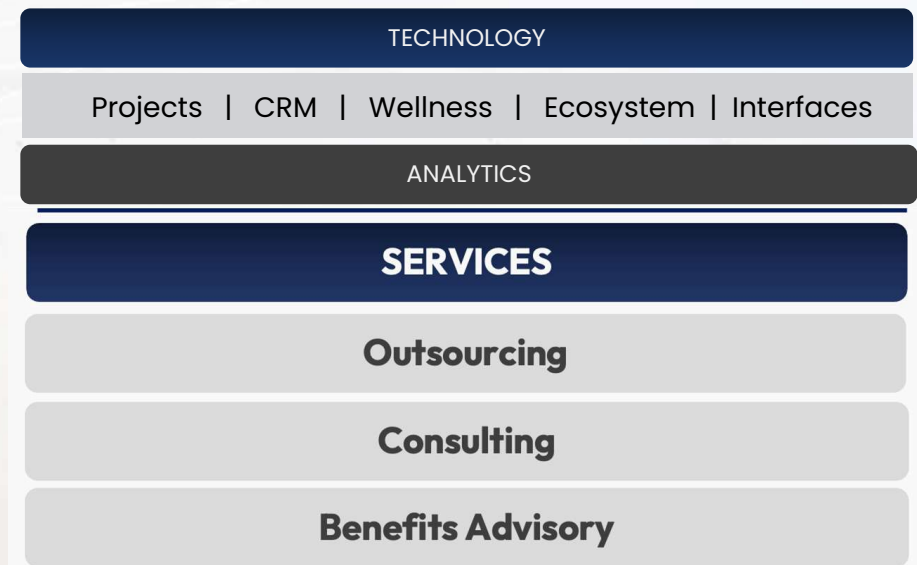 TECHNOLOGY
Projects | CRM | Wellness | Ecosystem | Interfaces
ANALYTICS
SERVICES
Outsourcing
Consulting
Benefits Advisory